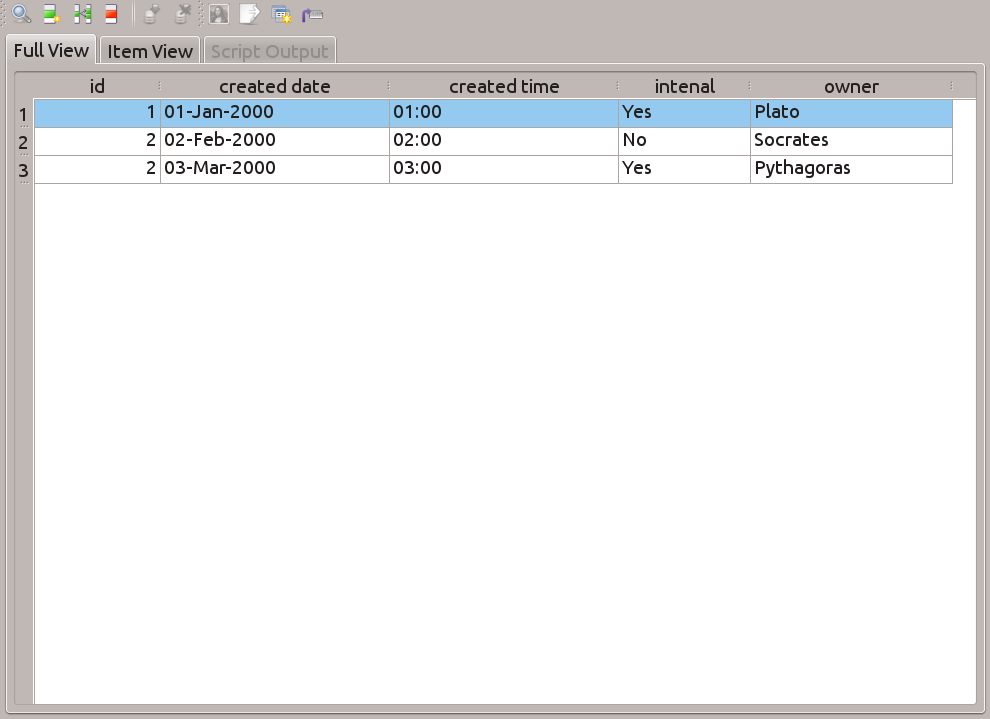 Full View Item View Script Output
id created date created time intenal owner
1 1 01-Jan-2000 01:00 Yes Plato
2 2 02-Feb-2000 02:00 No Socrates
3 2 03-Mar-2000 03:00 Yes Pythagoras